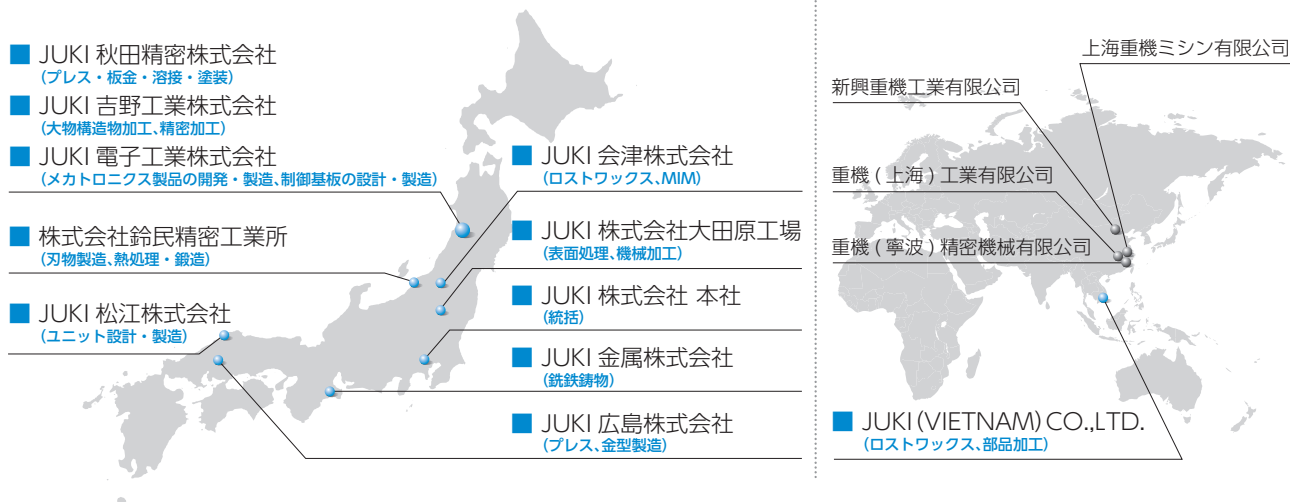 ■ JUKI 秋田精密株式会社
(プレス・板金・溶接・塗装)
■ JUKI 吉野工業株式会社
(大物構造物加工、精密加工)
■ JUKI 電子工業株式会社
(メカトロニクス製品の開発・製造、制御基板の設計・製造)
■ 株式会社鈴民精密工業所
(刃物製造、熱処理・鍛造)
■ JUKI 松江株式会社
(ユニット設計・製造)
■ JUKI 会津株式会社
(ロストワックス、MIM)
■ JUKI 株式会社大田原工場
(表面処理、機械加工)
■ JUKI 株式会社 本社
(統括)
■ JUKI 金属株式会社
(銑鉄鋳物)
■ JUKI 広島株式会社
(プレス、金型製造)
上海重機ミシン有限公司
新興重機工業有限公司
重機 ( 上海 ) 工業有限公司
重機 ( 寧波 ) 精密機械有限公司
■ JUKI (VIETNAM) CO.,LTD.
(ロストワックス、部品加工)